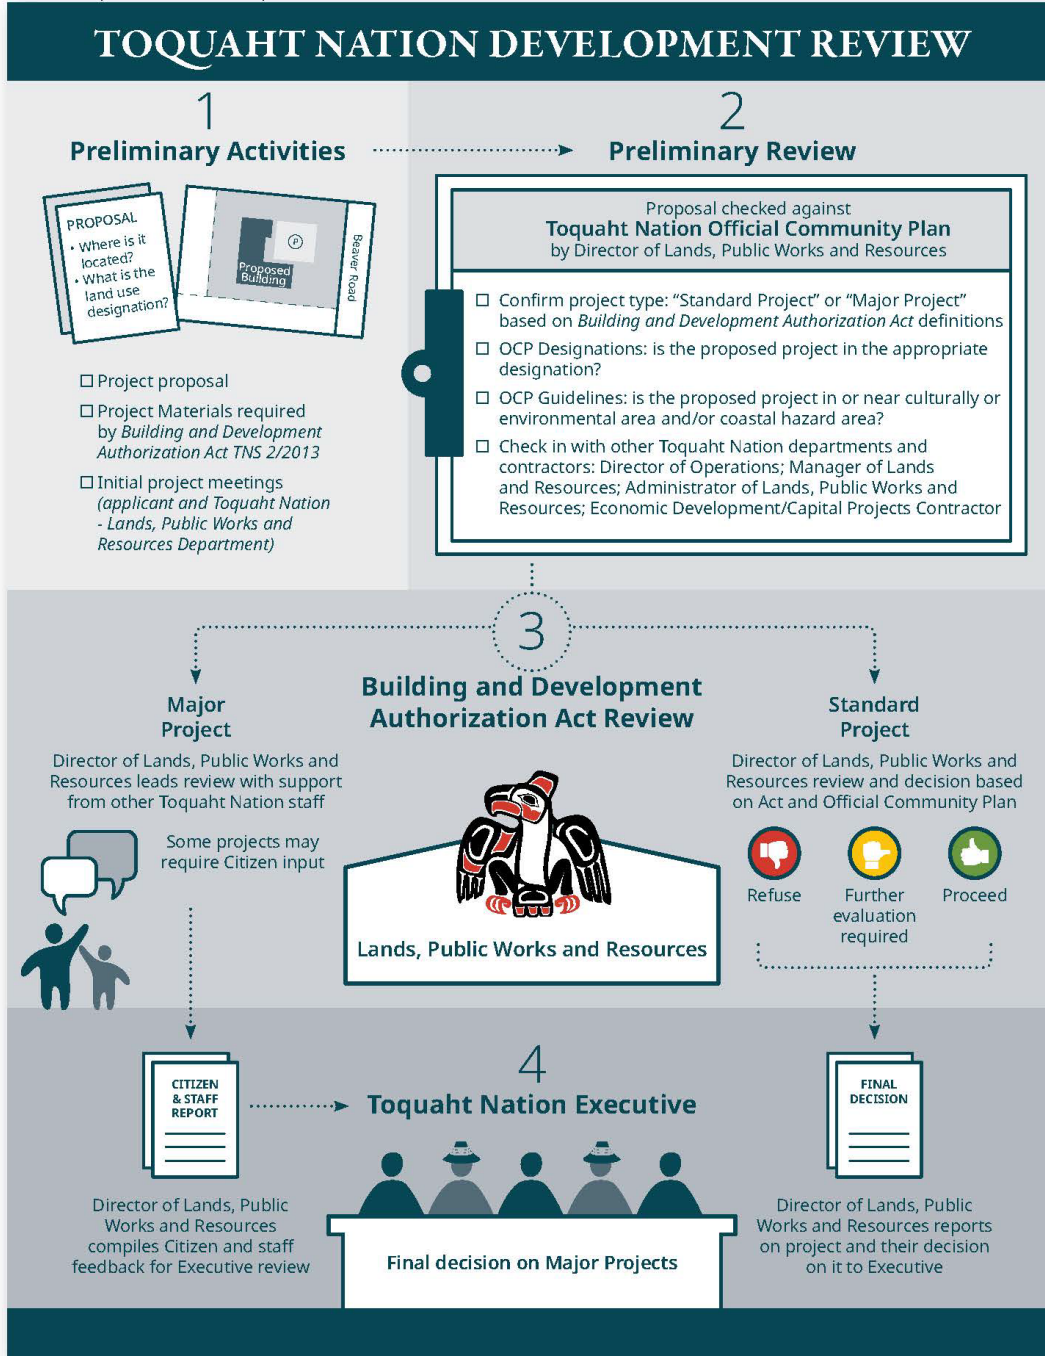 TOQUAHT NATION DEVELOPMENT REVIEW
1
Preliminary Activities
PROPOSAL
• Where is it
located?
• What is the
land use
designation?
P
Proposed
Building
Beaver Road
Project proposal
Project Materials required
by Building and Development
Authorization Act TNS 2/2013
Initial project meetings
(applicant and Toquaht Nation
- Lands, Public Works and
Resources Department)
2
Preliminary Review
Proposal checked against
Toquaht Nation Official Community Plan
by Director of Lands, Public Works and Resources
Confirm project type: “Standard Project” or “Major Project”
based on Building and Development Authorization Act definitions
OCP Designations: is the proposed project in the appropriate
designation?
OCP Guidelines: is the proposed project in or near culturally or
environmental area and/or coastal hazard area?
Check in with other Toquaht Nation departments and
contractors: Director of Operations; Manager of Lands
and Resources; Administrator of Lands, Public Works and
Resources; Economic Development/Capital Projects Contractor
3
Building and Development
Authorization Act Review
Major
Project
Director of Lands, Public Works and
Resources leads review with support
from other Toquaht Nation staff
Some projects may
require Citizen input
Lands, Public Works and Resources
Standard
Project
Director of Lands, Public Works and
Resources review and decision based
on Act and Official Community Plan
Refuse
Further
evaluation
required
Proceed
CITIZEN
& STAFF
REPORT
Director of Lands, Public
Works and Resources
compiles Citizen and staff
feedback for Executive review
4
Toquaht Nation Executive
Final decision on Major Projects
FINAL
DECISION
Director of Lands, Public
Works and Resources reports
on project and their decision
on it to Executive